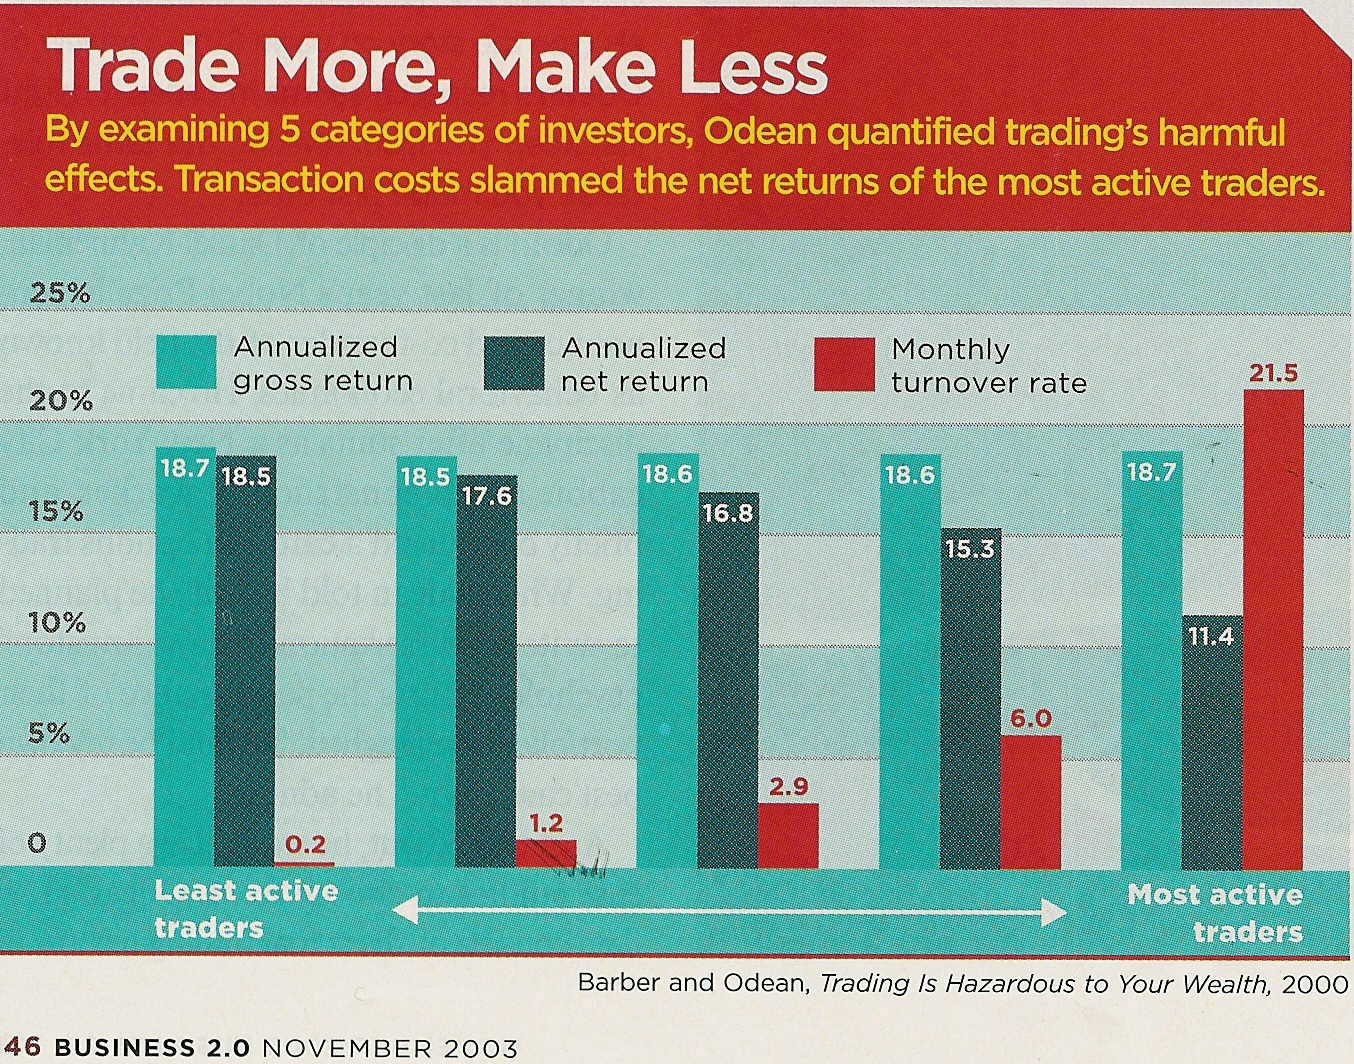 Trade More, Make Less
By examining 5 categories of investors, Odean quantified trading's harmful
effects. Transaction costs slammed the net returns of the most active traders.
25%
20%
15%
10%
5%
0
Annualized
gross return
Annualized
net return
Monthly
turnover rate
18.7
18.5
0.2
18.5
17.6
1.2
18.6
16.8
2.9
18.6
15.3
6.0
18.7
11.4
21.5
Least active
traders
Most active
traders
Barber and Odean, Trading Is Hazardous to Your Wealth, 2000
46 BUSINESS 2.0 NOVEMBER 2003